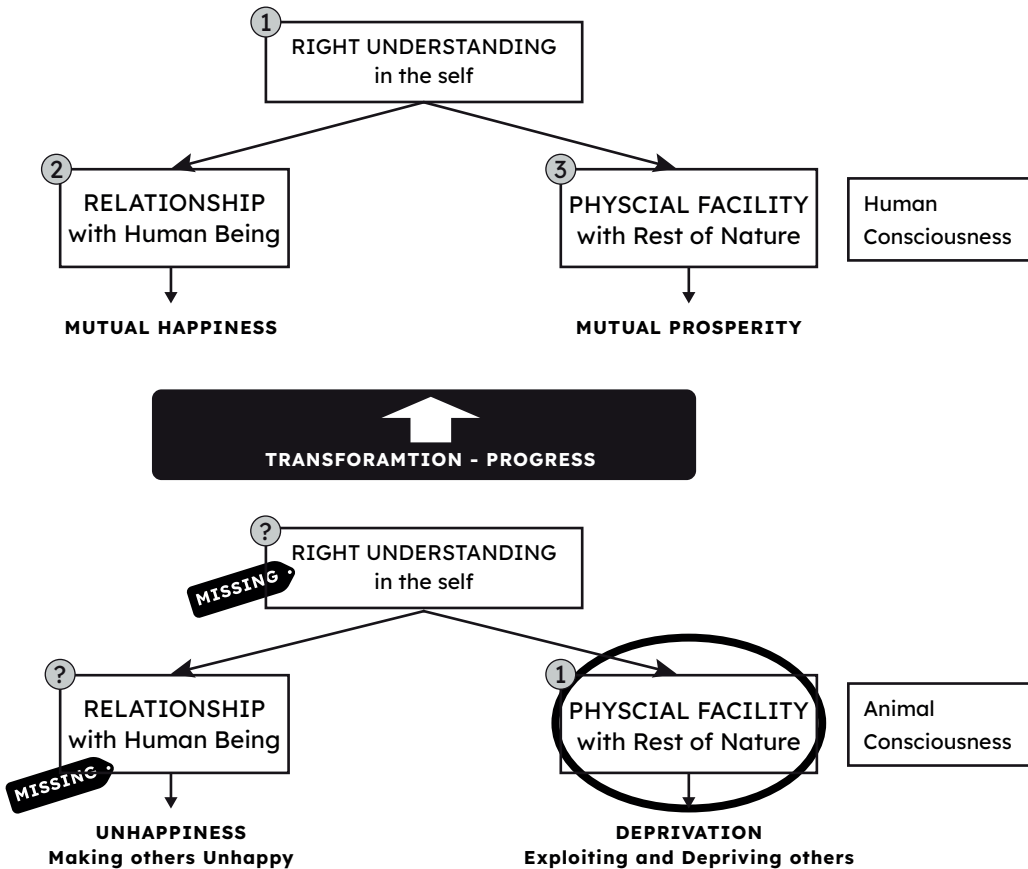 1
RIGHT UNDERSTANDING
in the self
2
RELATIONSHIP
with Human Being
3
PHYSCIAL FACILITY
with Rest of Nature
Human
Consciousness
MUTUAL HAPPINESS
MUTUAL PROSPERITY
TRANSFORAMTION - PROGRESS
?
RIGHT UNDERSTANDING
in the self
MISSING
?
RELATIONSHIP
with Human Being
MISSING
1
PHYSCIAL FACILITY
with Rest of Nature
Animal
Consciousness
UNHAPPINESS
Making others Unhappy
DEPRIVATION
Exploiting and Depriving others